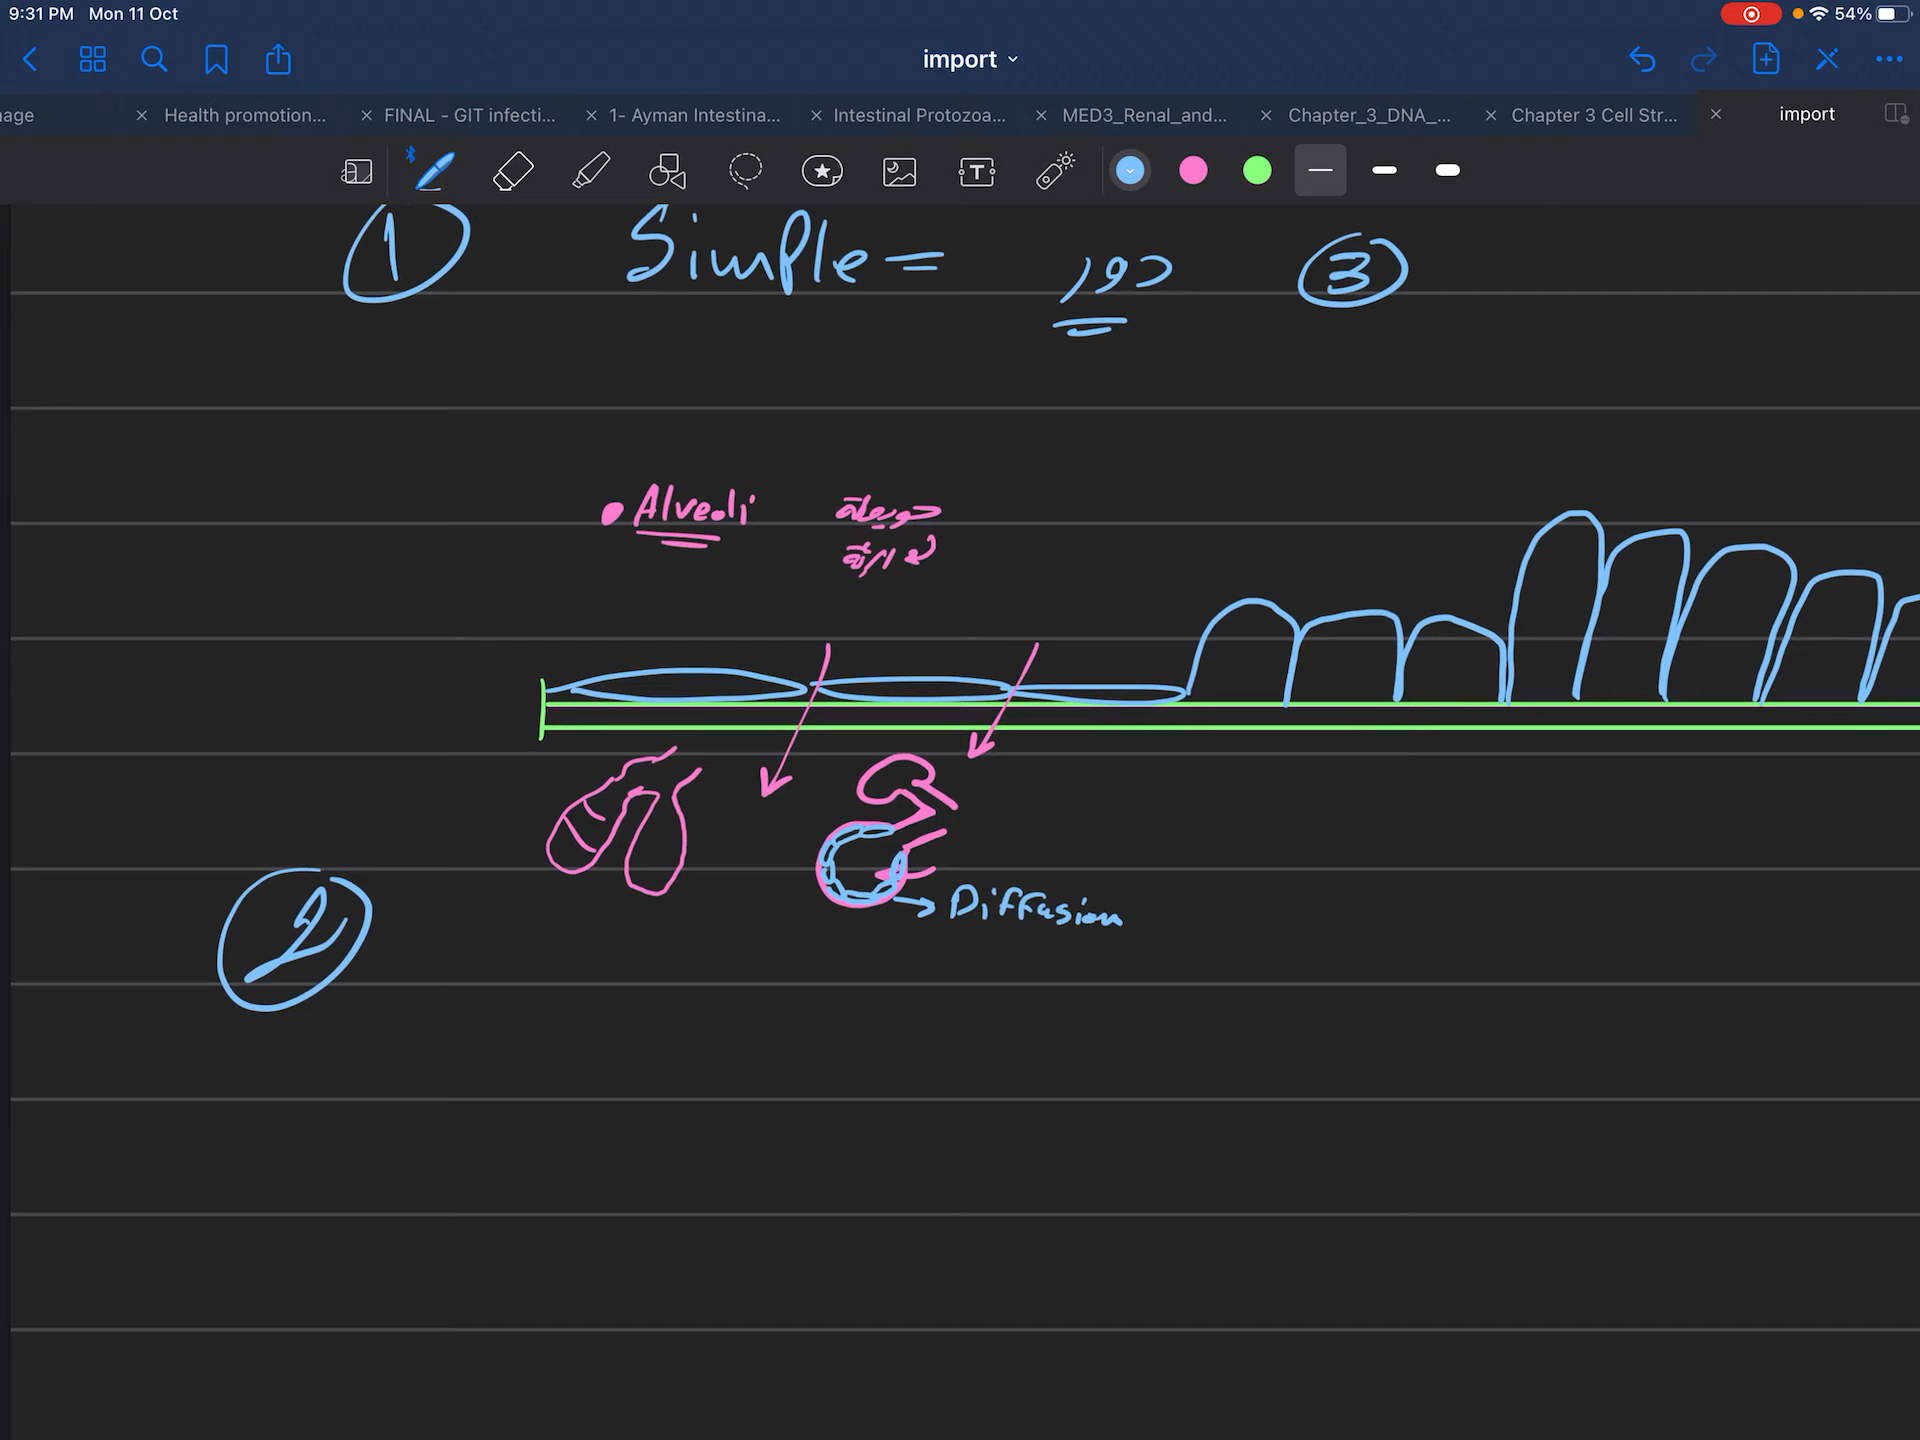 9:31 PM Mon 11 Oct 54%
import
nage Health promotion... FINAL - GIT infecti... 1- Ayman Intestina... Intestinal Protozoa... MED3_Renal_and... Chapter_3_DNA_... Chapter 3 Cell Str... import
T
1 Simple = دور 3
Alveoli حويصلة
Diffusion
2